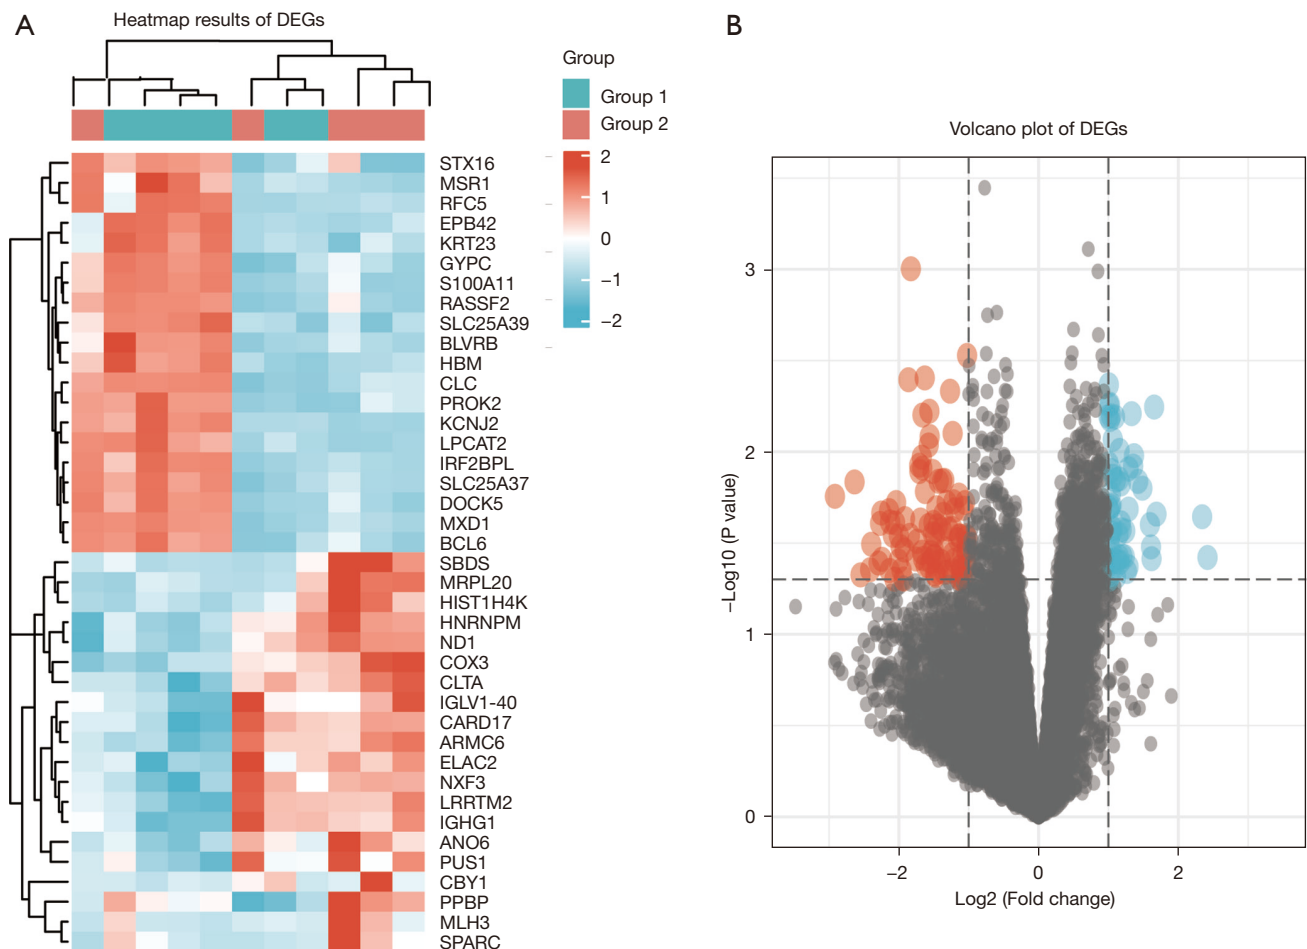 A
Heatmap results of DEGs
Group
Group 1
Group 2
2
1
0
−1
−2
STX16
MSR1
RFC5
EPB42
KRT23
GYPC
S100A11
RASSF2
SLC25A39
BLVRB
HBM
CLC
PROK2
KCNJ2
LPCAT2
IRF2BPL
SLC25A37
DOCK5
MXD1
BCL6
SBDS
MRPL20
HIST1H4K
HNRNPM
ND1
COX3
CLTA
IGLV1-40
CARD17
ARMC6
ELAC2
NXF3
LRRTM2
IGHG1
ANO6
PUS1
CBY1
PPBP
MLH3
SPARC
B
Volcano plot of DEGs
−Log10 (P value)
3
2
1
0
−2
0
2
Log2 (Fold change)